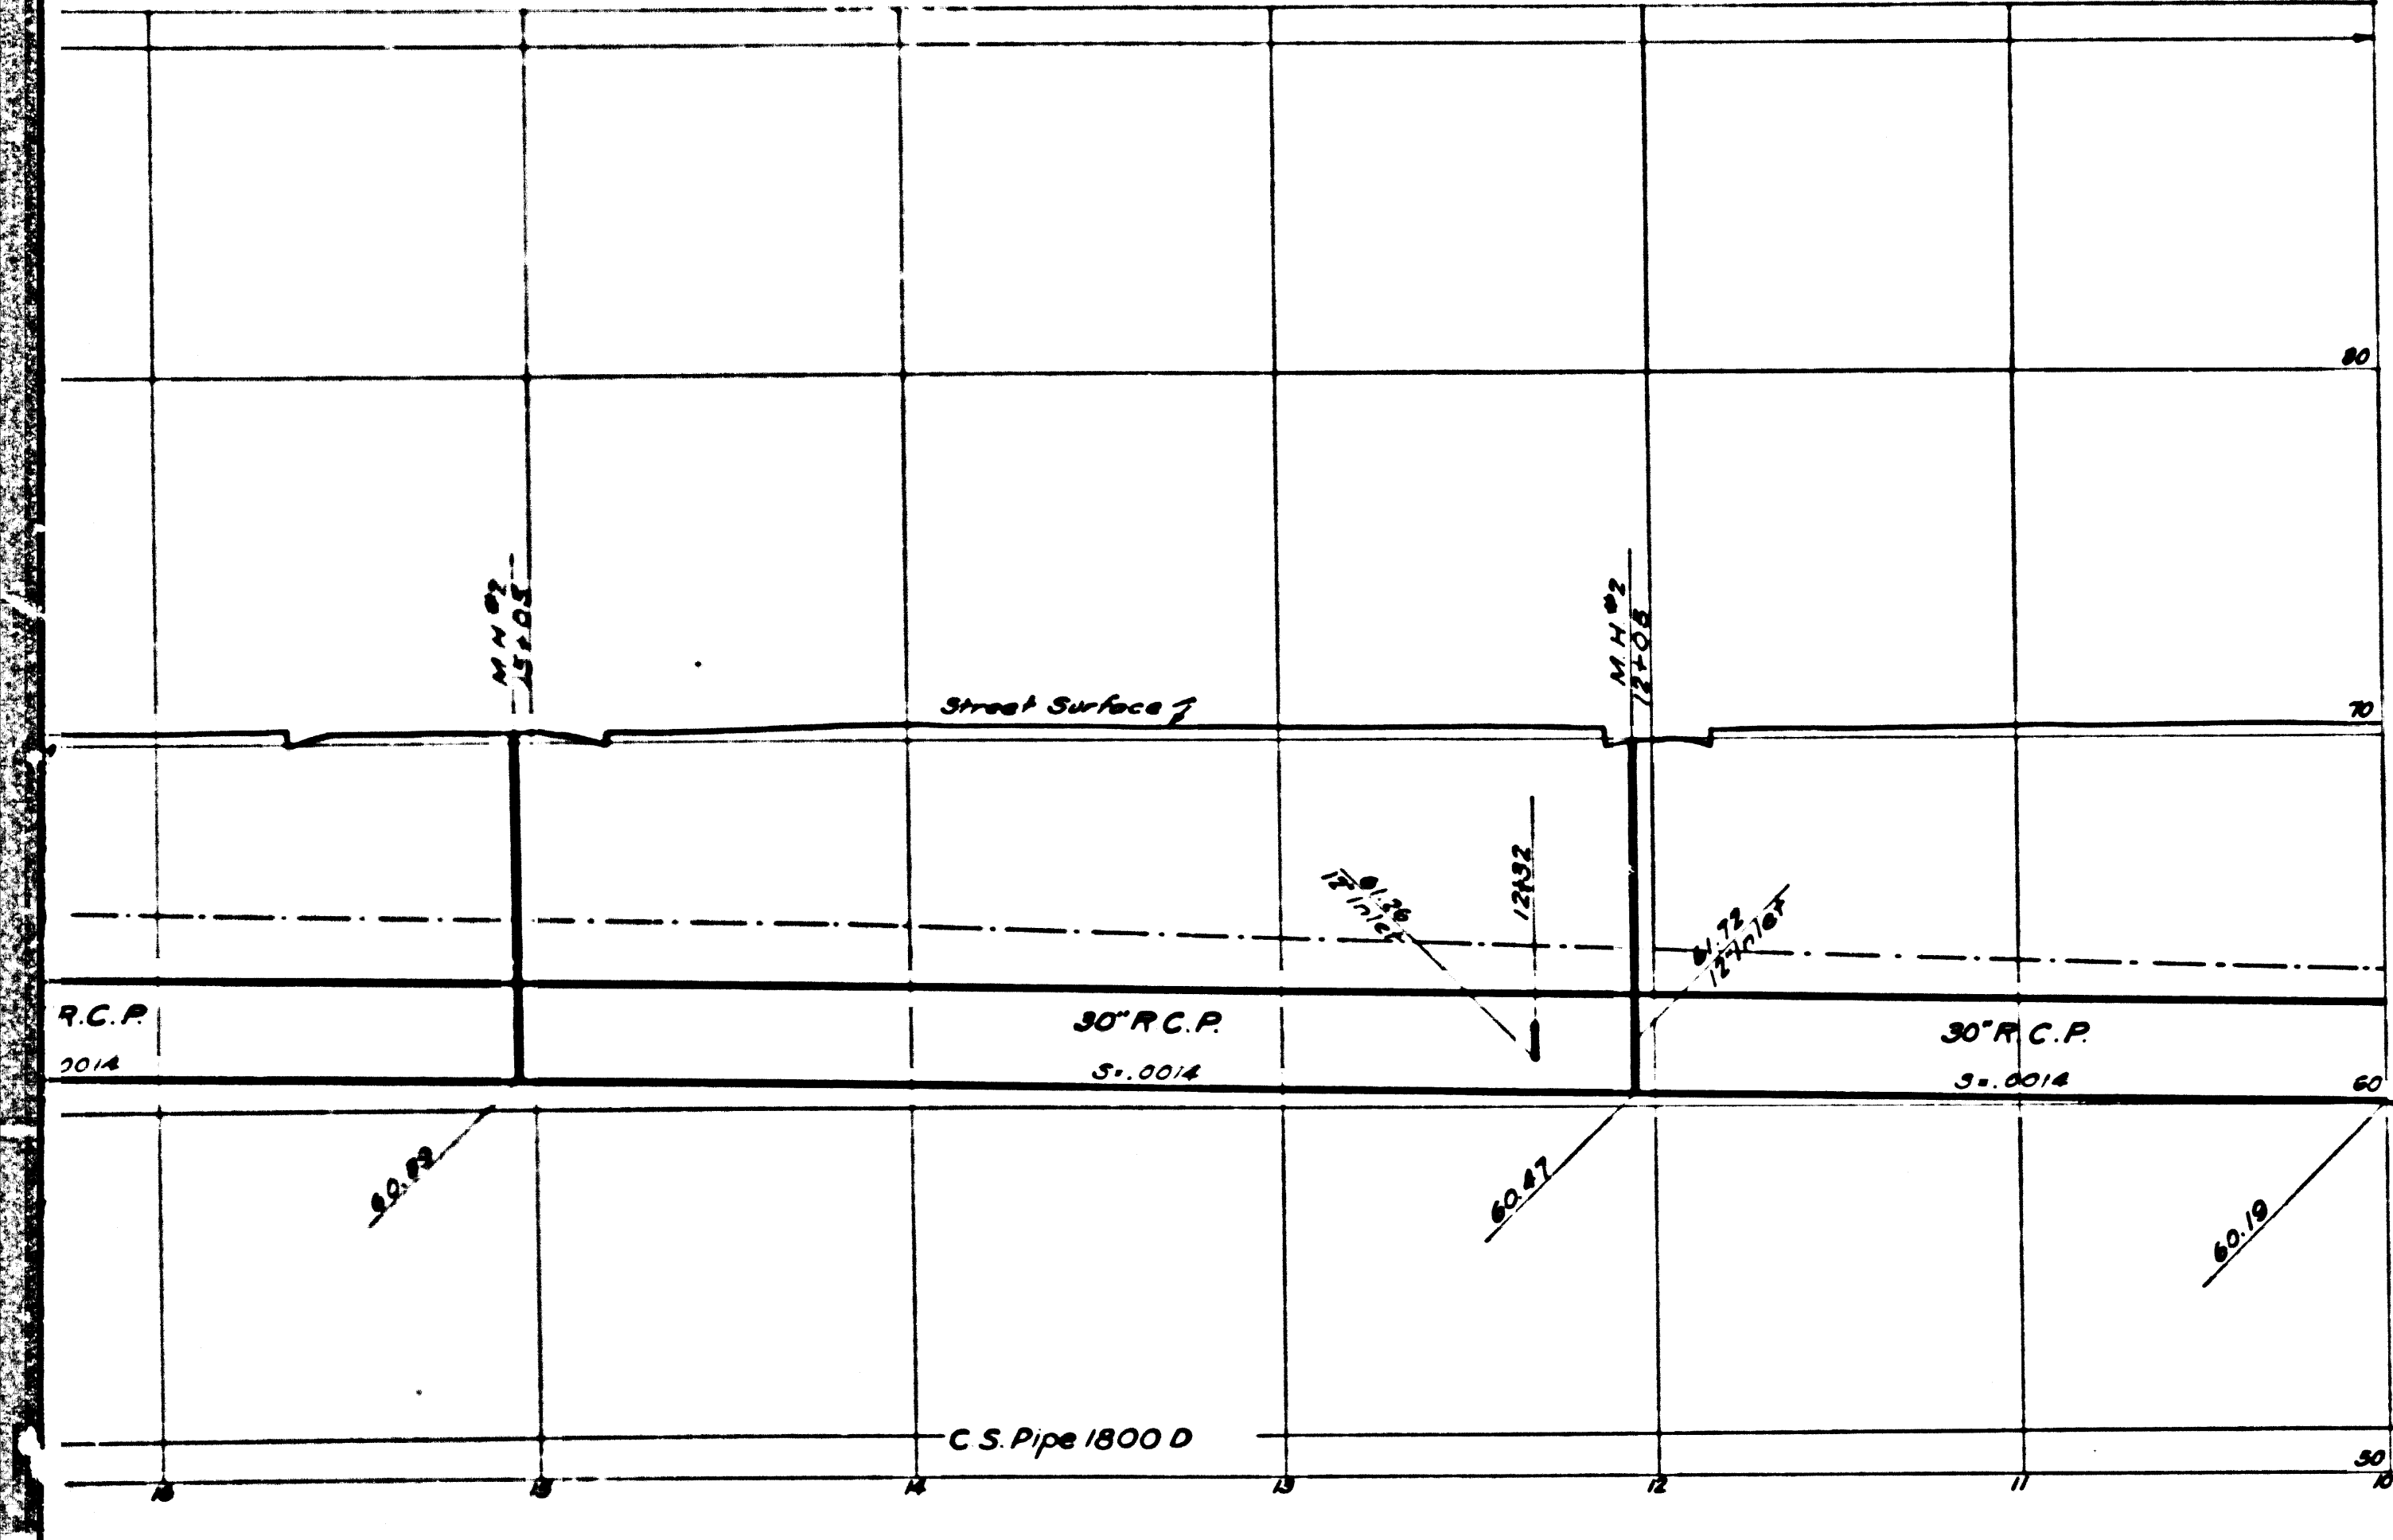 80
M H #2
15+05
M.H #2
12+05
Street Surface
70
12+32
61.26
12" Inlet
61.72
12" Inlet
R.C.P.
30" R.C.P.
30" R.C.P.
0014
S=.0014
S=.0014
60
60.89
60.47
60.19
C.S. Pipe 1800 D
50
16
15
14
13
12
11
10